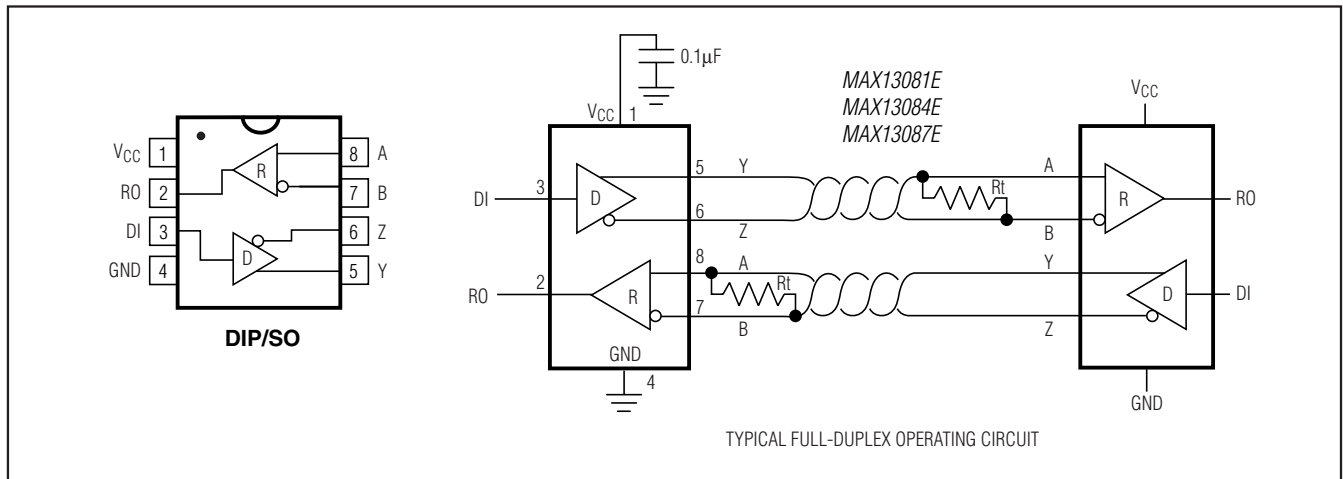 VCC 1
RO 2
DI 3
GND 4
8 A
7 B
6 Z
5 Y
R
D
DIP/SO
0.1μF
VCC 1
MAX13081E
MAX13084E
MAX13087E
VCC
DI 3 D 5 Y
6 Z
A Rt R RO
B
RO 2 R 8 A Rt
7 B
Y D DI
Z
GND
4
GND
TYPICAL FULL-DUPLEX OPERATING CIRCUIT